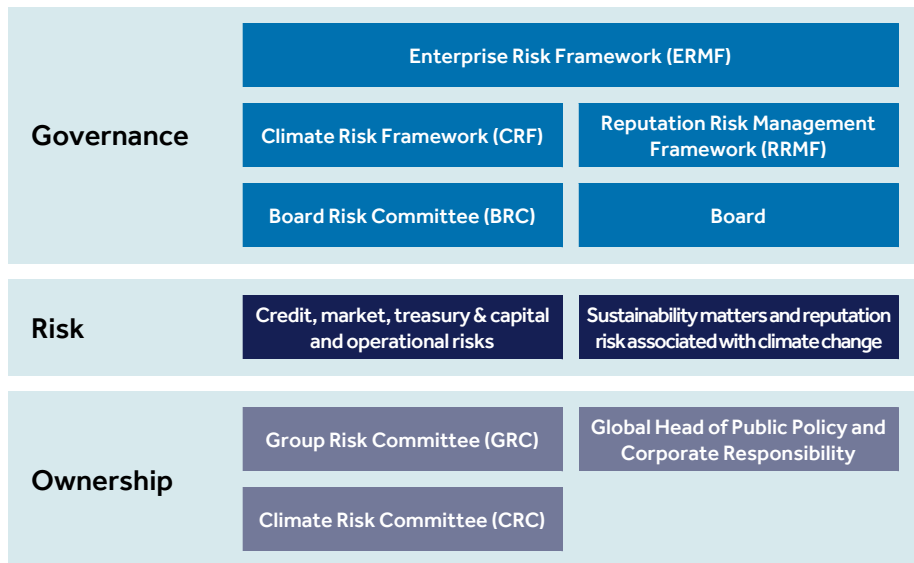 Governance
Enterprise Risk Framework (ERMF)
Climate Risk Framework (CRF)
Reputation Risk Management
Framework (RRMF)
Board Risk Committee (BRC)
Board
Risk
Credit, market, treasury & capital
and operational risks
Sustainability matters and reputation
risk associated with climate change
Ownership
Group Risk Committee (GRC)
Global Head of Public Policy and
Corporate Responsibility
Climate Risk Committee (CRC)